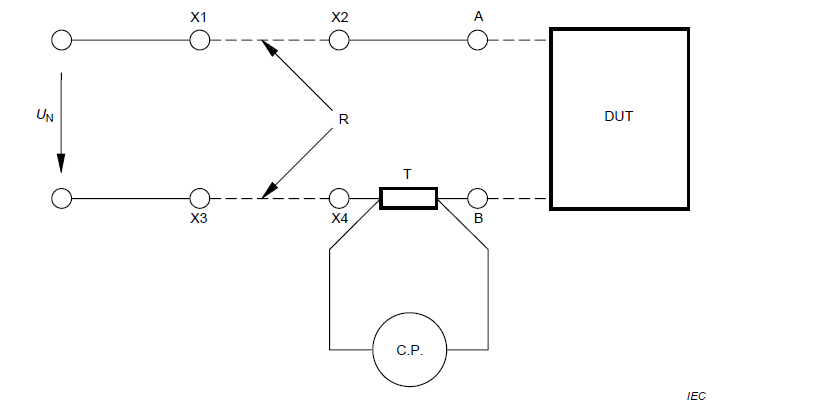 X1
X2
A
UN
R
DUT
T
X3
X4
B
C.P.
IEC